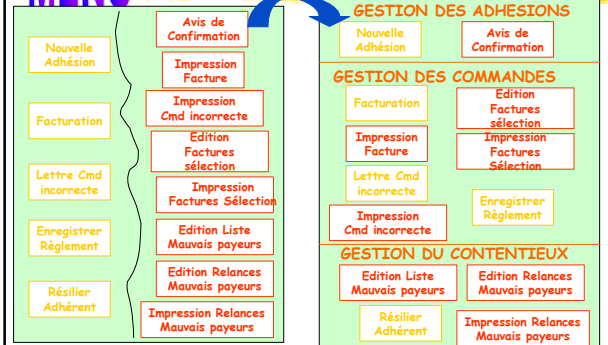 MENU
Nouvelle
Adhésion
Facturation
Lettre Cmd
incorrecte
Enregistrer
Règlement
Résilier
Adhérent
Avis de
Confirmation
Impression
Facture
Impression
Cmd incorrecte
Edition
Factures
sélection
Impression
Factures Sélection
Edition Liste
Mauvais payeurs
Edition Relances
Mauvais payeurs
Impression Relances
Mauvais payeurs
GESTION DES ADHESIONS
Nouvelle
Adhésion
Avis de
Confirmation
GESTION DES COMMANDES
Facturation
Edition
Factures
sélection
Impression
Facture
Impression
Factures
Sélection
Lettre Cmd
incorrecte
Enregistrer
Règlement
Impression
Cmd incorrecte
GESTION DU CONTENTIEUX
Edition Liste
Mauvais payeurs
Edition Relances
Mauvais payeurs
Résilier
Adhérent
Impression Relances
Mauvais payeurs